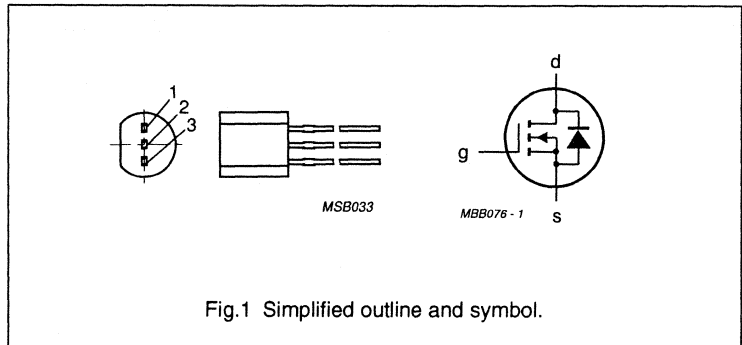 1
2
3
MSB033
d
g
s
MBB076 - 1
Fig.1 Simplified outline and symbol.